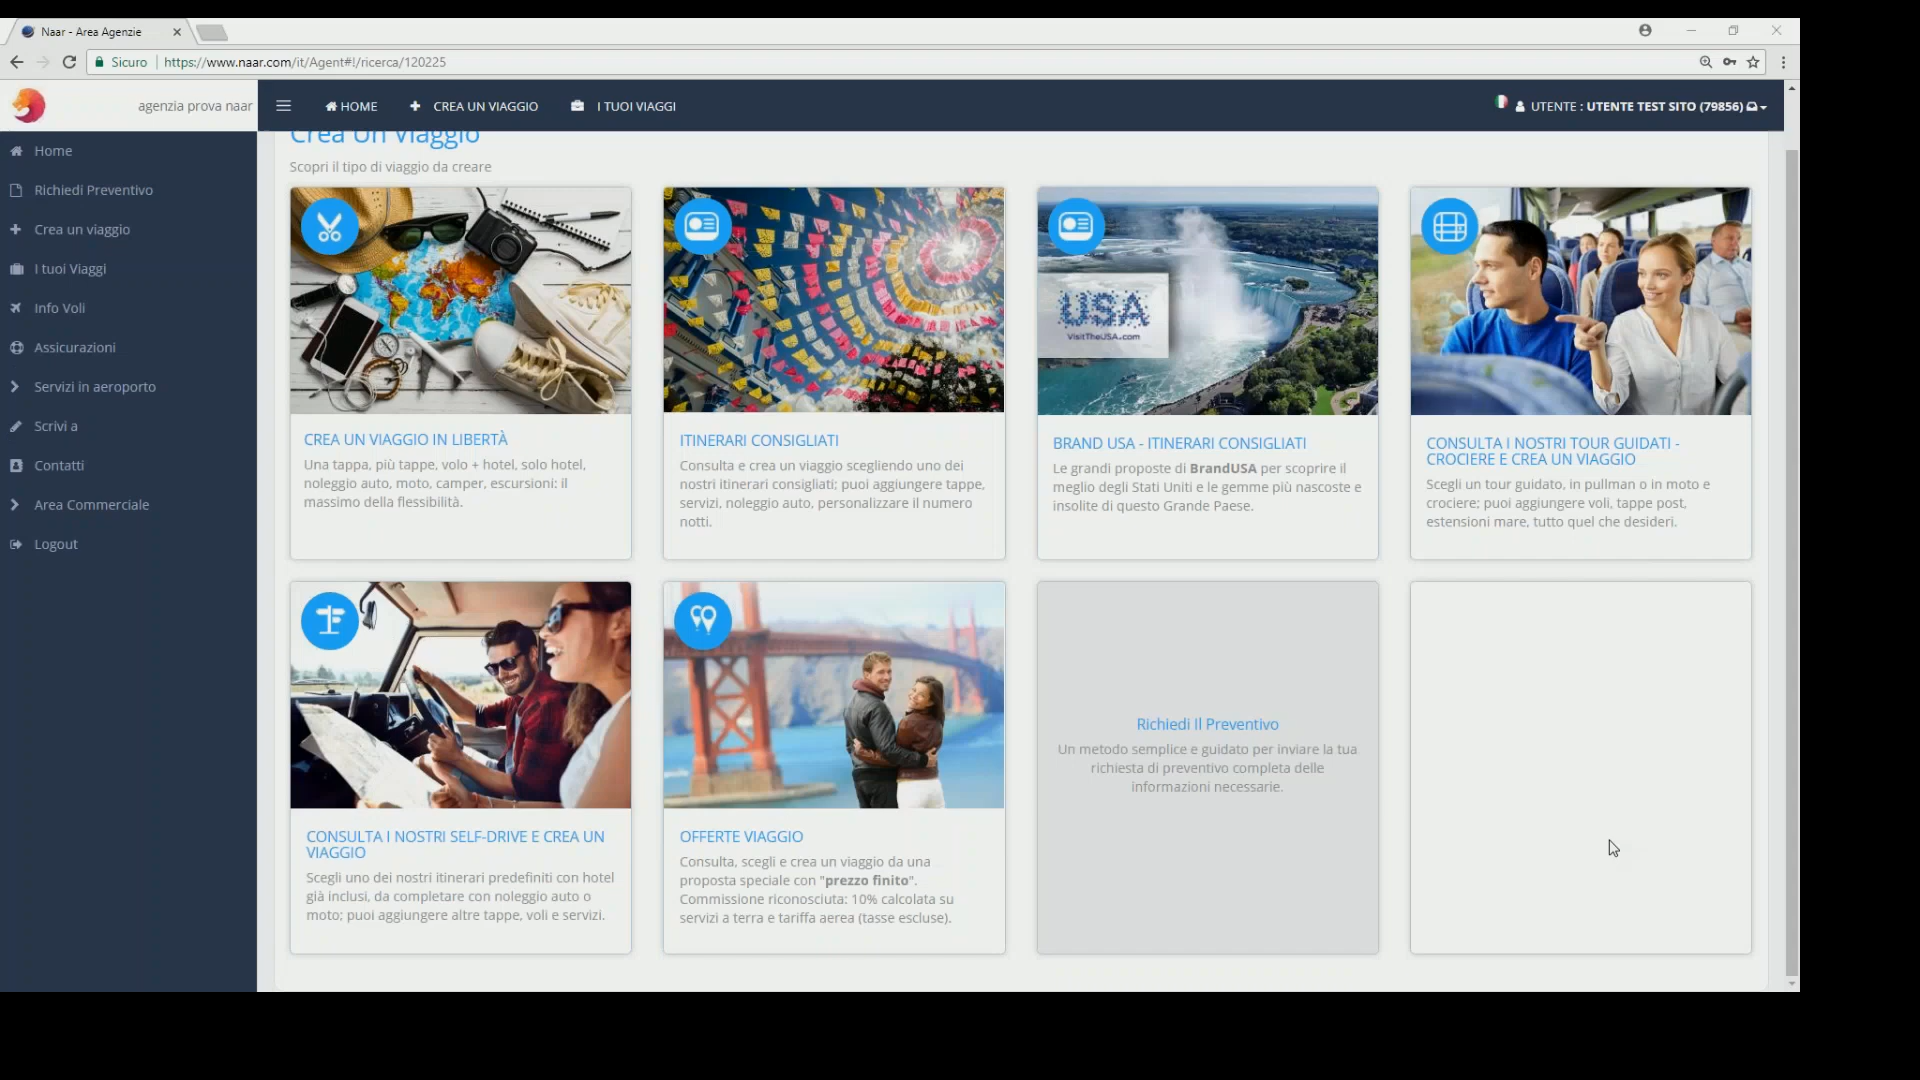 Naar - Area Agenzie
Sicuro | https://www.naar.com/it/Agent#!/ricerca/120225
agenzia prova naar
HOME
CREA UN VIAGGIO
I TUOI VIAGGI
UTENTE : UTENTE TEST SITO (79856)
Home
Richiedi Preventivo
Crea un viaggio
I tuoi Viaggi
Info Voli
Assicurazioni
Servizi in aeroporto
Scrivi a
Contatti
Area Commerciale
Logout
Crea Un Viaggio
Scopri il tipo di viaggio da creare
CREA UN VIAGGIO IN LIBERTÀ
Una tappa, più tappe, volo + hotel, solo hotel,
noleggio auto, moto, camper, escursioni: il
massimo della flessibilità.
ITINERARI CONSIGLIATI
Consulta e crea un viaggio scegliendo uno dei
nostri itinerari consigliati; puoi aggiungere tappe,
servizi, noleggio auto, personalizzare il numero
notti.
USA
VisitTheUSA.com
BRAND USA - ITINERARI CONSIGLIATI
Le grandi proposte di BrandUSA per scoprire il
meglio degli Stati Uniti e le gemme più nascoste e
insolite di questo Grande Paese.
CONSULTA I NOSTRI TOUR GUIDATI -
CROCIERE E CREA UN VIAGGIO
Scegli un tour guidato, in pullman o in moto e
crociere; puoi aggiungere voli, tappe post,
estensioni mare, tutto quel che desideri.
CONSULTA I NOSTRI SELF-DRIVE E CREA UN
VIAGGIO
Scegli uno dei nostri itinerari predefiniti con hotel
già inclusi, da completare con noleggio auto o
moto; puoi aggiungere altre tappe, voli e servizi.
OFFERTE VIAGGIO
Consulta, scegli e crea un viaggio da una
proposta speciale con "prezzo finito".
Commissione riconosciuta: 10% calcolata su
servizi a terra e tariffa aerea (tasse escluse).
Richiedi Il Preventivo
Un metodo semplice e guidato per inviare la tua
richiesta di preventivo completa delle
informazioni necessarie.